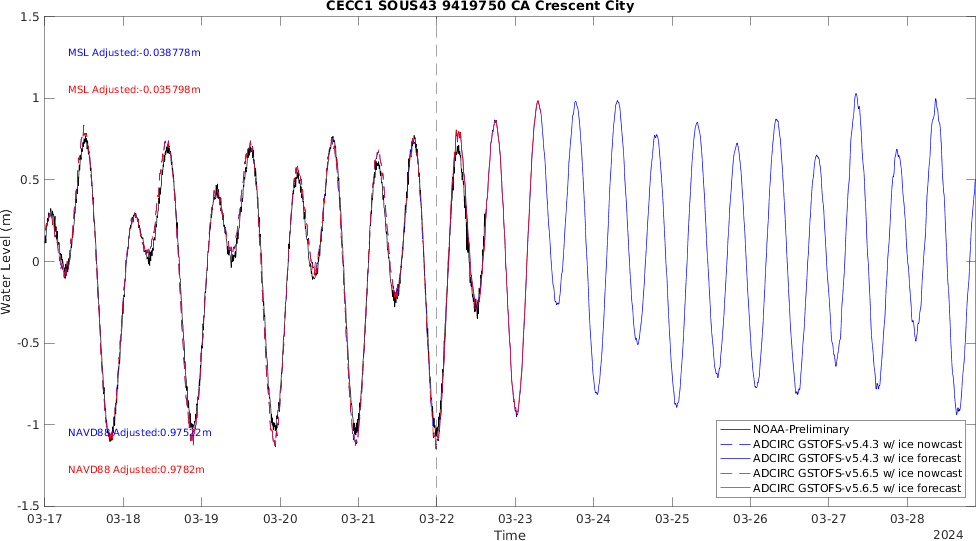 CECC1 SOUS43 9419750 CA Crescent City
1.5
1
0.5
0
-0.5
-1
-1.5
Water Level (m)
MSL Adjusted:-0.038778m
MSL Adjusted:-0.035798m
NAVD88 Adjusted:0.97522m
NAVD88 Adjusted:0.9782m
NOAA-Preliminary
ADCIRC GSTOFS-v5.4.3 w/ ice nowcast
ADCIRC GSTOFS-v5.4.3 w/ ice forecast
ADCIRC GSTOFS-v5.6.5 w/ ice nowcast
ADCIRC GSTOFS-v5.6.5 w/ ice forecast
03-17 03-18 03-19 03-20 03-21 03-22 03-23 03-24 03-25 03-26 03-27 03-28
Time
2024